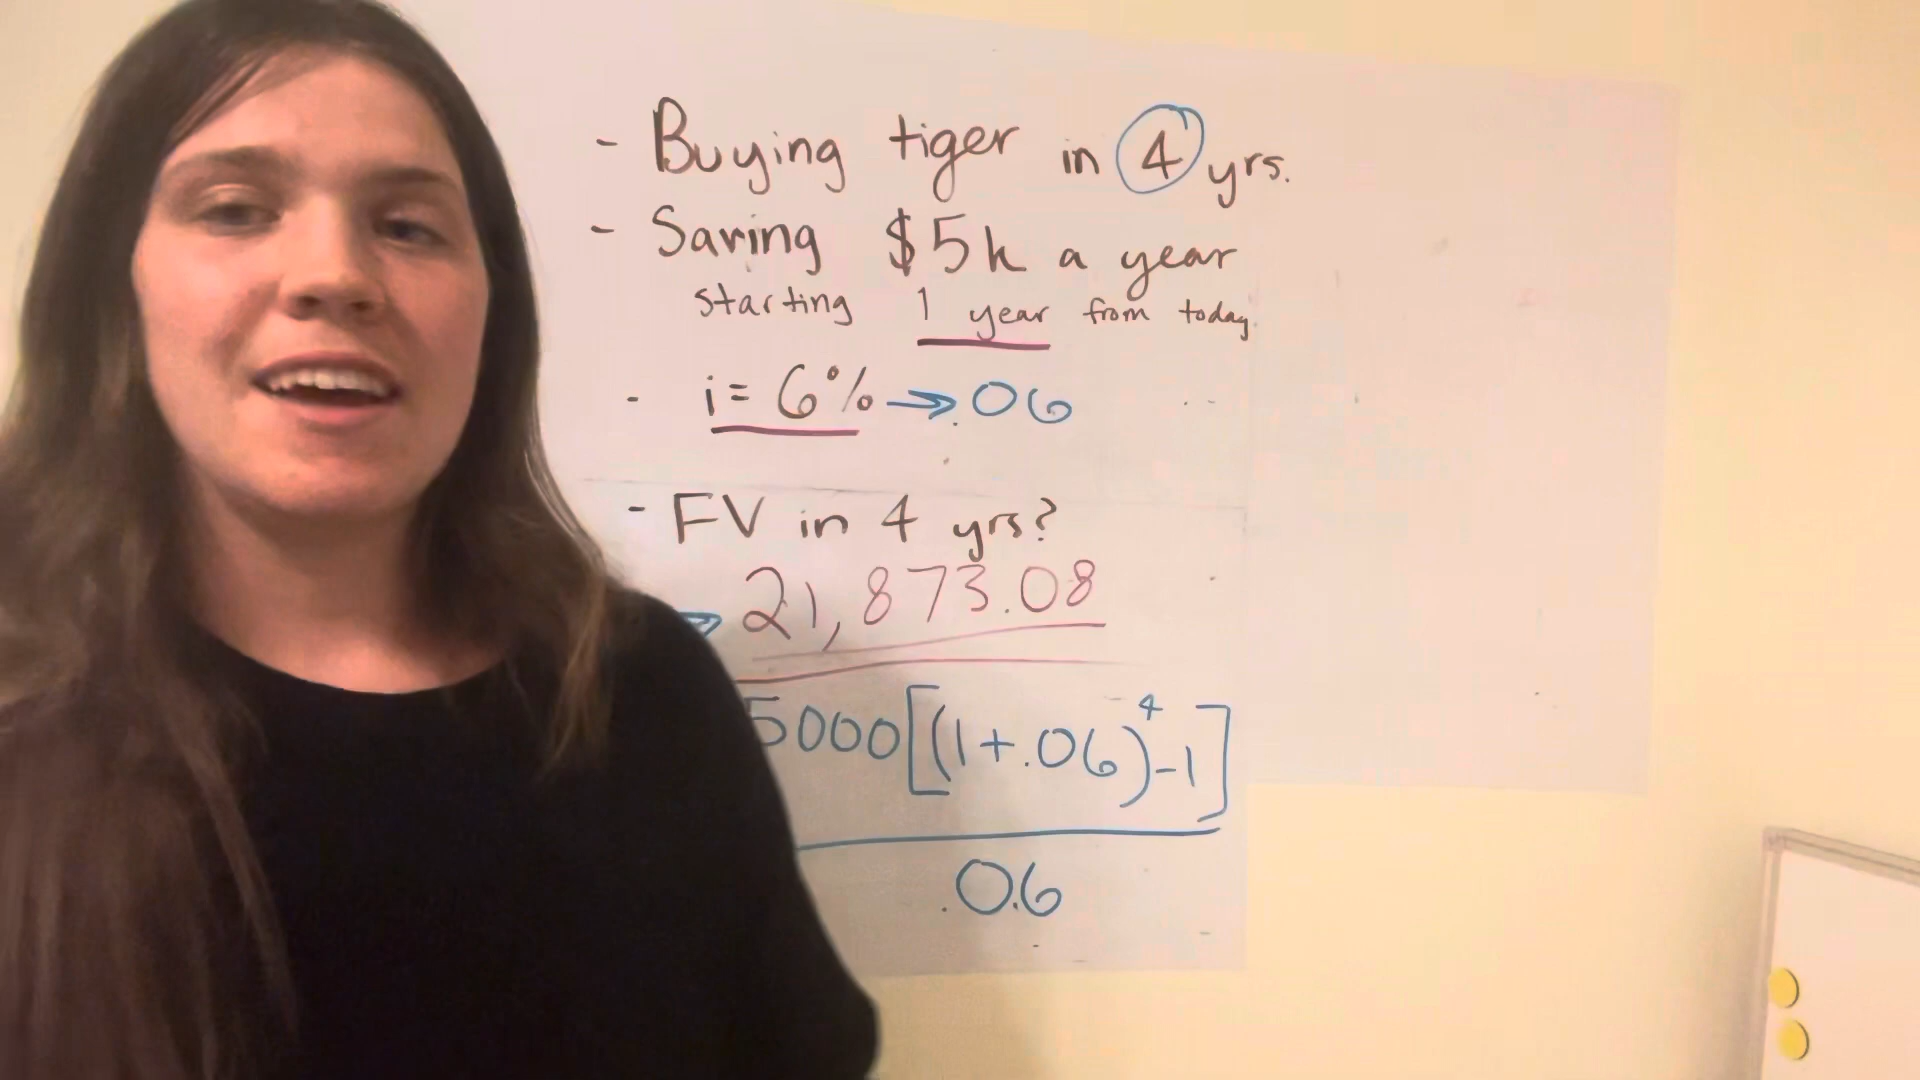 - Buying tiger in 4 yrs.
- Saving $5k a year
starting 1 year from today
- i = 6% → .06
- FV in 4 yrs?
→ 21,873.08
5000[(1+.06)⁴-1]
.06